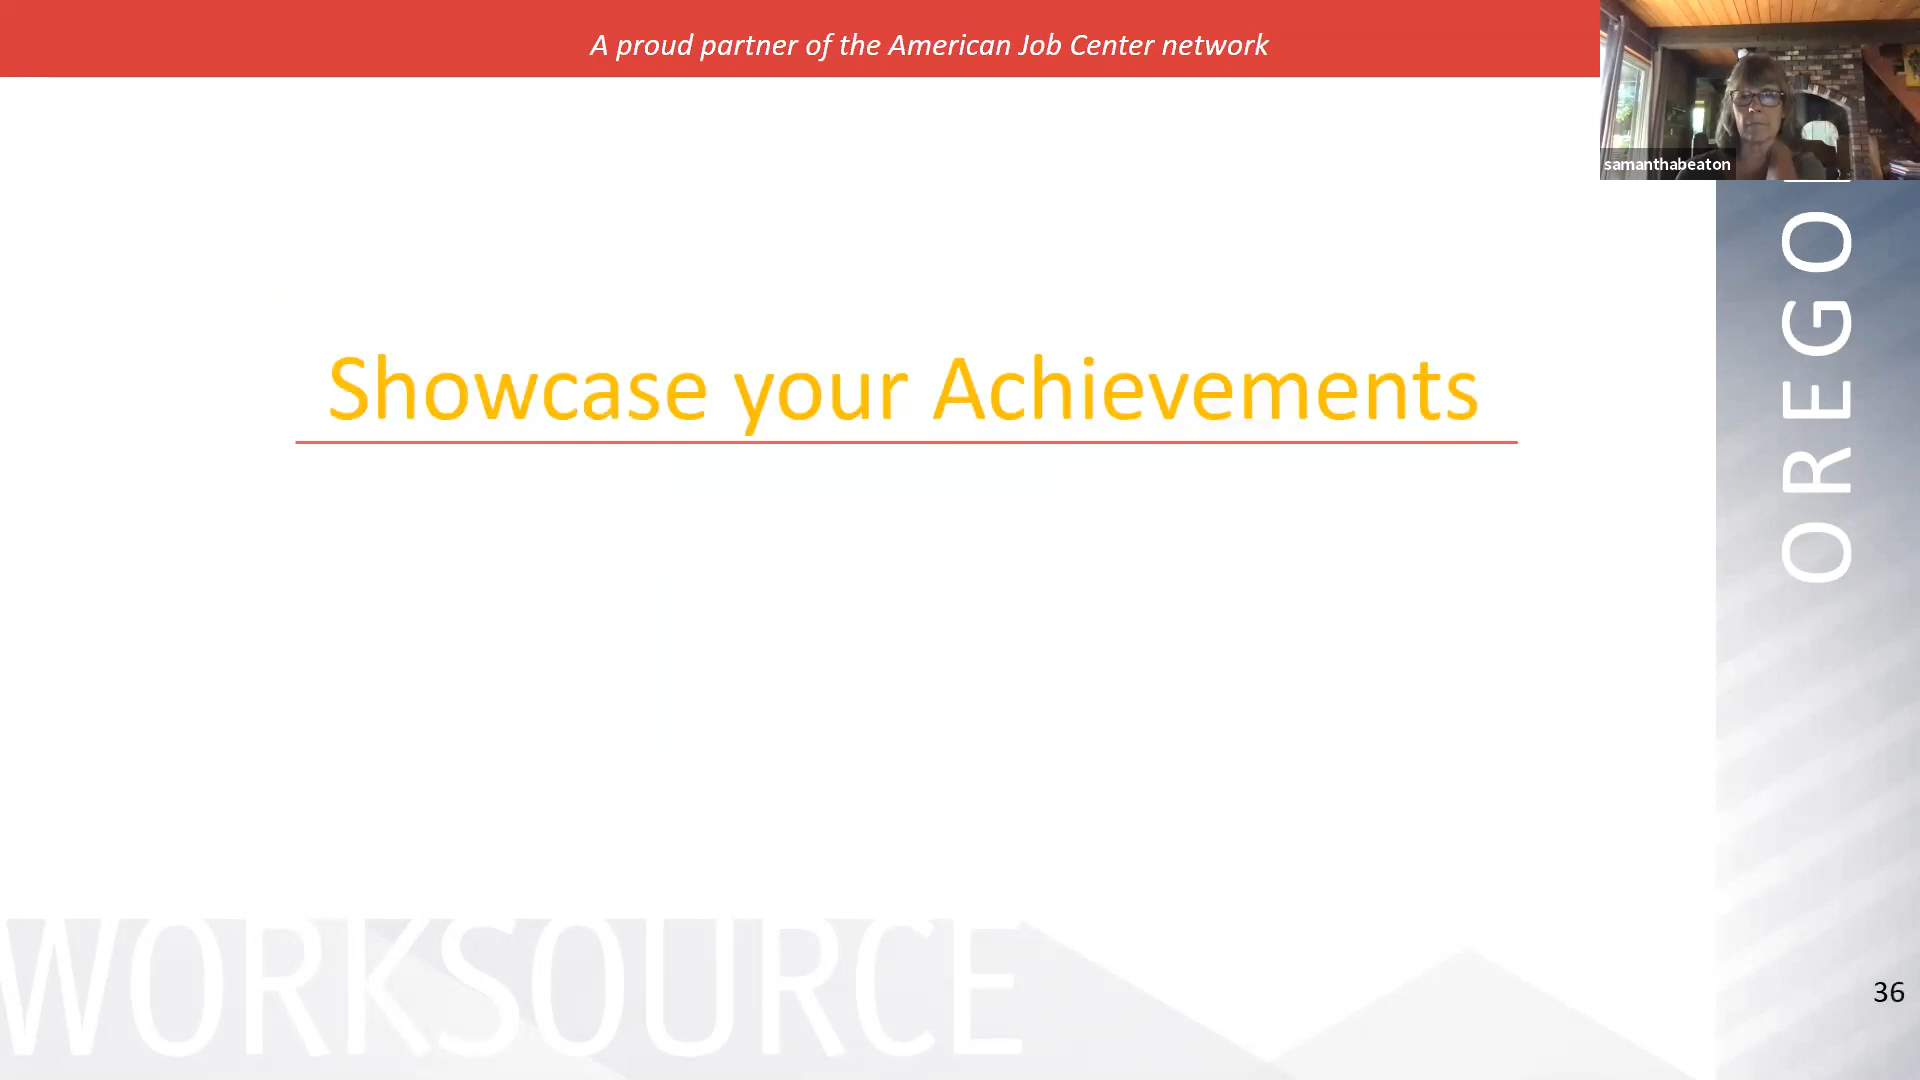 A proud partner of the American Job Center network
samanthabeaton
Showcase your Achievements
OREGO
WORKSOURCE
36